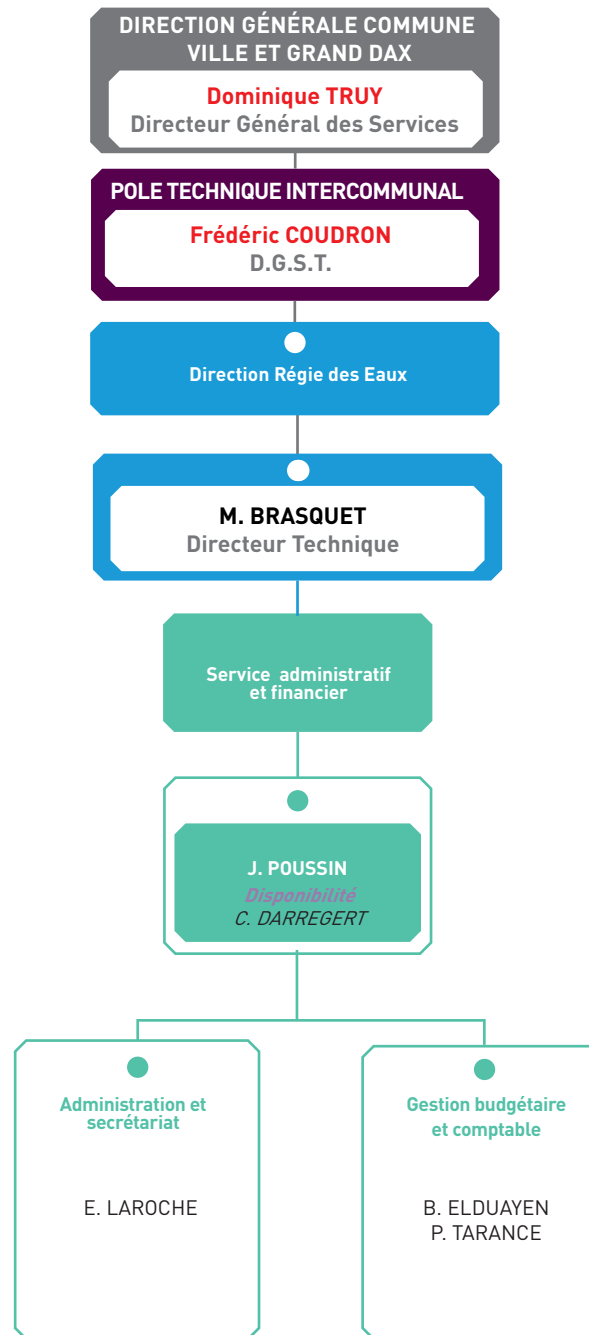 DIRECTION GÉNÉRALE COMMUNE
VILLE ET GRAND DAX
Dominique TRUY
Directeur Général des Services
POLE TECHNIQUE INTERCOMMUNAL
Frédéric COUDRON
D.G.S.T.
Direction Régie des Eaux
M. BRASQUET
Directeur Technique
Service administratif
et financier
J. POUSSIN
Disponibilité
C. DARREGERT
Administration et
secrétariat
E. LAROCHE
Gestion budgétaire
et comptable
B. ELDUAYEN
P. TARANCE